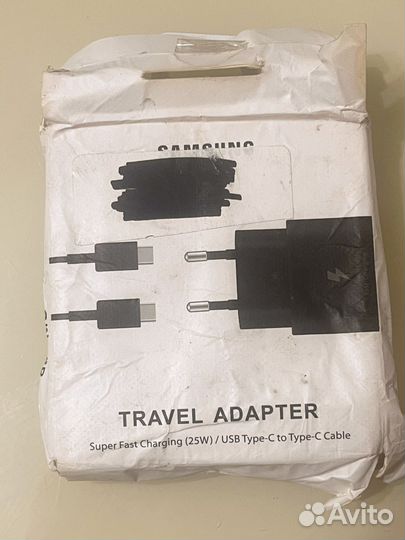 SAMSUNG
TRAVEL ADAPTER
Super Fast Charging (25W) / USB Type-C to Type-C Cable
Avito